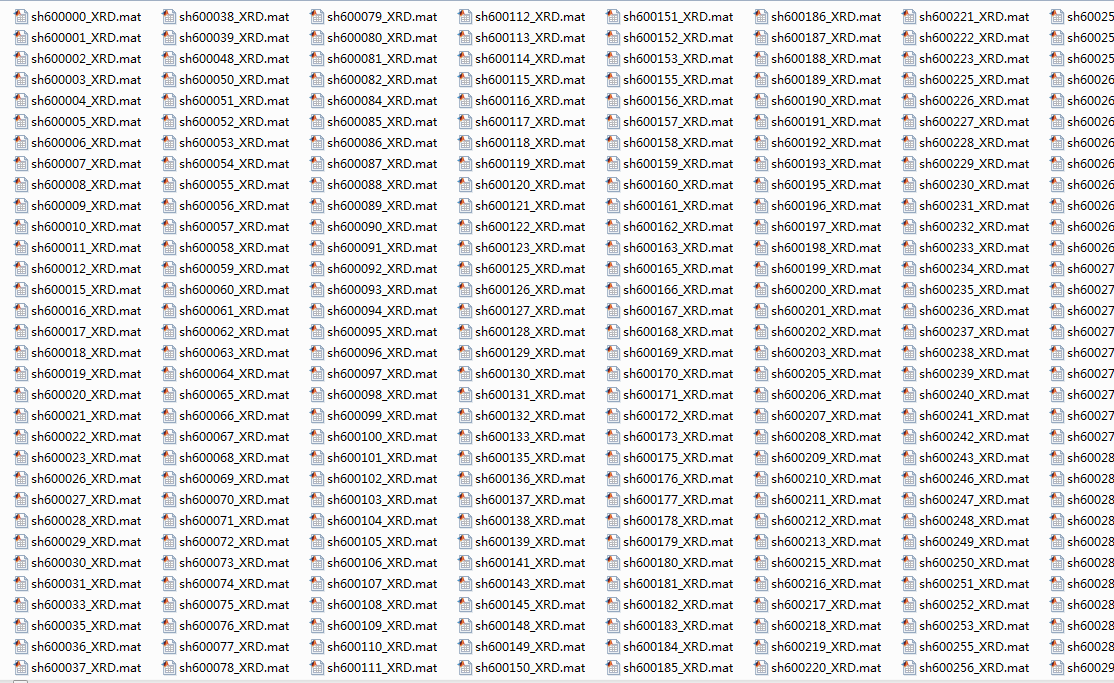 sh600000_XRD.mat
sh600001_XRD.mat
sh600002_XRD.mat
sh600003_XRD.mat
sh600004_XRD.mat
sh600005_XRD.mat
sh600006_XRD.mat
sh600007_XRD.mat
sh600008_XRD.mat
sh600009_XRD.mat
sh600010_XRD.mat
sh600011_XRD.mat
sh600012_XRD.mat
sh600015_XRD.mat
sh600016_XRD.mat
sh600017_XRD.mat
sh600018_XRD.mat
sh600019_XRD.mat
sh600020_XRD.mat
sh600021_XRD.mat
sh600022_XRD.mat
sh600023_XRD.mat
sh600026_XRD.mat
sh600027_XRD.mat
sh600028_XRD.mat
sh600029_XRD.mat
sh600030_XRD.mat
sh600031_XRD.mat
sh600033_XRD.mat
sh600035_XRD.mat
sh600036_XRD.mat
sh600037_XRD.mat
sh600038_XRD.mat
sh600039_XRD.mat
sh600048_XRD.mat
sh600050_XRD.mat
sh600051_XRD.mat
sh600052_XRD.mat
sh600053_XRD.mat
sh600054_XRD.mat
sh600055_XRD.mat
sh600056_XRD.mat
sh600057_XRD.mat
sh600058_XRD.mat
sh600059_XRD.mat
sh600060_XRD.mat
sh600061_XRD.mat
sh600062_XRD.mat
sh600063_XRD.mat
sh600064_XRD.mat
sh600065_XRD.mat
sh600066_XRD.mat
sh600067_XRD.mat
sh600068_XRD.mat
sh600069_XRD.mat
sh600070_XRD.mat
sh600071_XRD.mat
sh600072_XRD.mat
sh600073_XRD.mat
sh600074_XRD.mat
sh600075_XRD.mat
sh600076_XRD.mat
sh600077_XRD.mat
sh600078_XRD.mat
sh600079_XRD.mat
sh600080_XRD.mat
sh600081_XRD.mat
sh600082_XRD.mat
sh600084_XRD.mat
sh600085_XRD.mat
sh600086_XRD.mat
sh600087_XRD.mat
sh600088_XRD.mat
sh600089_XRD.mat
sh600090_XRD.mat
sh600091_XRD.mat
sh600092_XRD.mat
sh600093_XRD.mat
sh600094_XRD.mat
sh600095_XRD.mat
sh600096_XRD.mat
sh600097_XRD.mat
sh600098_XRD.mat
sh600099_XRD.mat
sh600100_XRD.mat
sh600101_XRD.mat
sh600102_XRD.mat
sh600103_XRD.mat
sh600104_XRD.mat
sh600105_XRD.mat
sh600106_XRD.mat
sh600107_XRD.mat
sh600108_XRD.mat
sh600109_XRD.mat
sh600110_XRD.mat
sh600111_XRD.mat
sh600112_XRD.mat
sh600113_XRD.mat
sh600114_XRD.mat
sh600115_XRD.mat
sh600116_XRD.mat
sh600117_XRD.mat
sh600118_XRD.mat
sh600119_XRD.mat
sh600120_XRD.mat
sh600121_XRD.mat
sh600122_XRD.mat
sh600123_XRD.mat
sh600125_XRD.mat
sh600126_XRD.mat
sh600127_XRD.mat
sh600128_XRD.mat
sh600129_XRD.mat
sh600130_XRD.mat
sh600131_XRD.mat
sh600132_XRD.mat
sh600133_XRD.mat
sh600135_XRD.mat
sh600136_XRD.mat
sh600137_XRD.mat
sh600138_XRD.mat
sh600139_XRD.mat
sh600141_XRD.mat
sh600143_XRD.mat
sh600145_XRD.mat
sh600148_XRD.mat
sh600149_XRD.mat
sh600150_XRD.mat
sh600151_XRD.mat
sh600152_XRD.mat
sh600153_XRD.mat
sh600155_XRD.mat
sh600156_XRD.mat
sh600157_XRD.mat
sh600158_XRD.mat
sh600159_XRD.mat
sh600160_XRD.mat
sh600161_XRD.mat
sh600162_XRD.mat
sh600163_XRD.mat
sh600165_XRD.mat
sh600166_XRD.mat
sh600167_XRD.mat
sh600168_XRD.mat
sh600169_XRD.mat
sh600170_XRD.mat
sh600171_XRD.mat
sh600172_XRD.mat
sh600173_XRD.mat
sh600175_XRD.mat
sh600176_XRD.mat
sh600177_XRD.mat
sh600178_XRD.mat
sh600179_XRD.mat
sh600180_XRD.mat
sh600181_XRD.mat
sh600182_XRD.mat
sh600183_XRD.mat
sh600184_XRD.mat
sh600185_XRD.mat
sh600186_XRD.mat
sh600187_XRD.mat
sh600188_XRD.mat
sh600189_XRD.mat
sh600190_XRD.mat
sh600191_XRD.mat
sh600192_XRD.mat
sh600193_XRD.mat
sh600195_XRD.mat
sh600196_XRD.mat
sh600197_XRD.mat
sh600198_XRD.mat
sh600199_XRD.mat
sh600200_XRD.mat
sh600201_XRD.mat
sh600202_XRD.mat
sh600203_XRD.mat
sh600205_XRD.mat
sh600206_XRD.mat
sh600207_XRD.mat
sh600208_XRD.mat
sh600209_XRD.mat
sh600210_XRD.mat
sh600211_XRD.mat
sh600212_XRD.mat
sh600213_XRD.mat
sh600215_XRD.mat
sh600216_XRD.mat
sh600217_XRD.mat
sh600218_XRD.mat
sh600219_XRD.mat
sh600220_XRD.mat
sh600221_XRD.mat
sh600222_XRD.mat
sh600223_XRD.mat
sh600225_XRD.mat
sh600226_XRD.mat
sh600227_XRD.mat
sh600228_XRD.mat
sh600229_XRD.mat
sh600230_XRD.mat
sh600231_XRD.mat
sh600232_XRD.mat
sh600233_XRD.mat
sh600234_XRD.mat
sh600235_XRD.mat
sh600236_XRD.mat
sh600237_XRD.mat
sh600238_XRD.mat
sh600239_XRD.mat
sh600240_XRD.mat
sh600241_XRD.mat
sh600242_XRD.mat
sh600243_XRD.mat
sh600246_XRD.mat
sh600247_XRD.mat
sh600248_XRD.mat
sh600249_XRD.mat
sh600250_XRD.mat
sh600251_XRD.mat
sh600252_XRD.mat
sh600253_XRD.mat
sh600255_XRD.mat
sh600256_XRD.mat
sh60025
sh60025
sh60025
sh60026
sh60026
sh60026
sh60026
sh60026
sh60026
sh60026
sh60026
sh60026
sh60027
sh60027
sh60027
sh60027
sh60027
sh60027
sh60027
sh60027
sh60027
sh60028
sh60028
sh60028
sh60028
sh60028
sh60028
sh60028
sh60028
sh60028
sh60028
sh60029